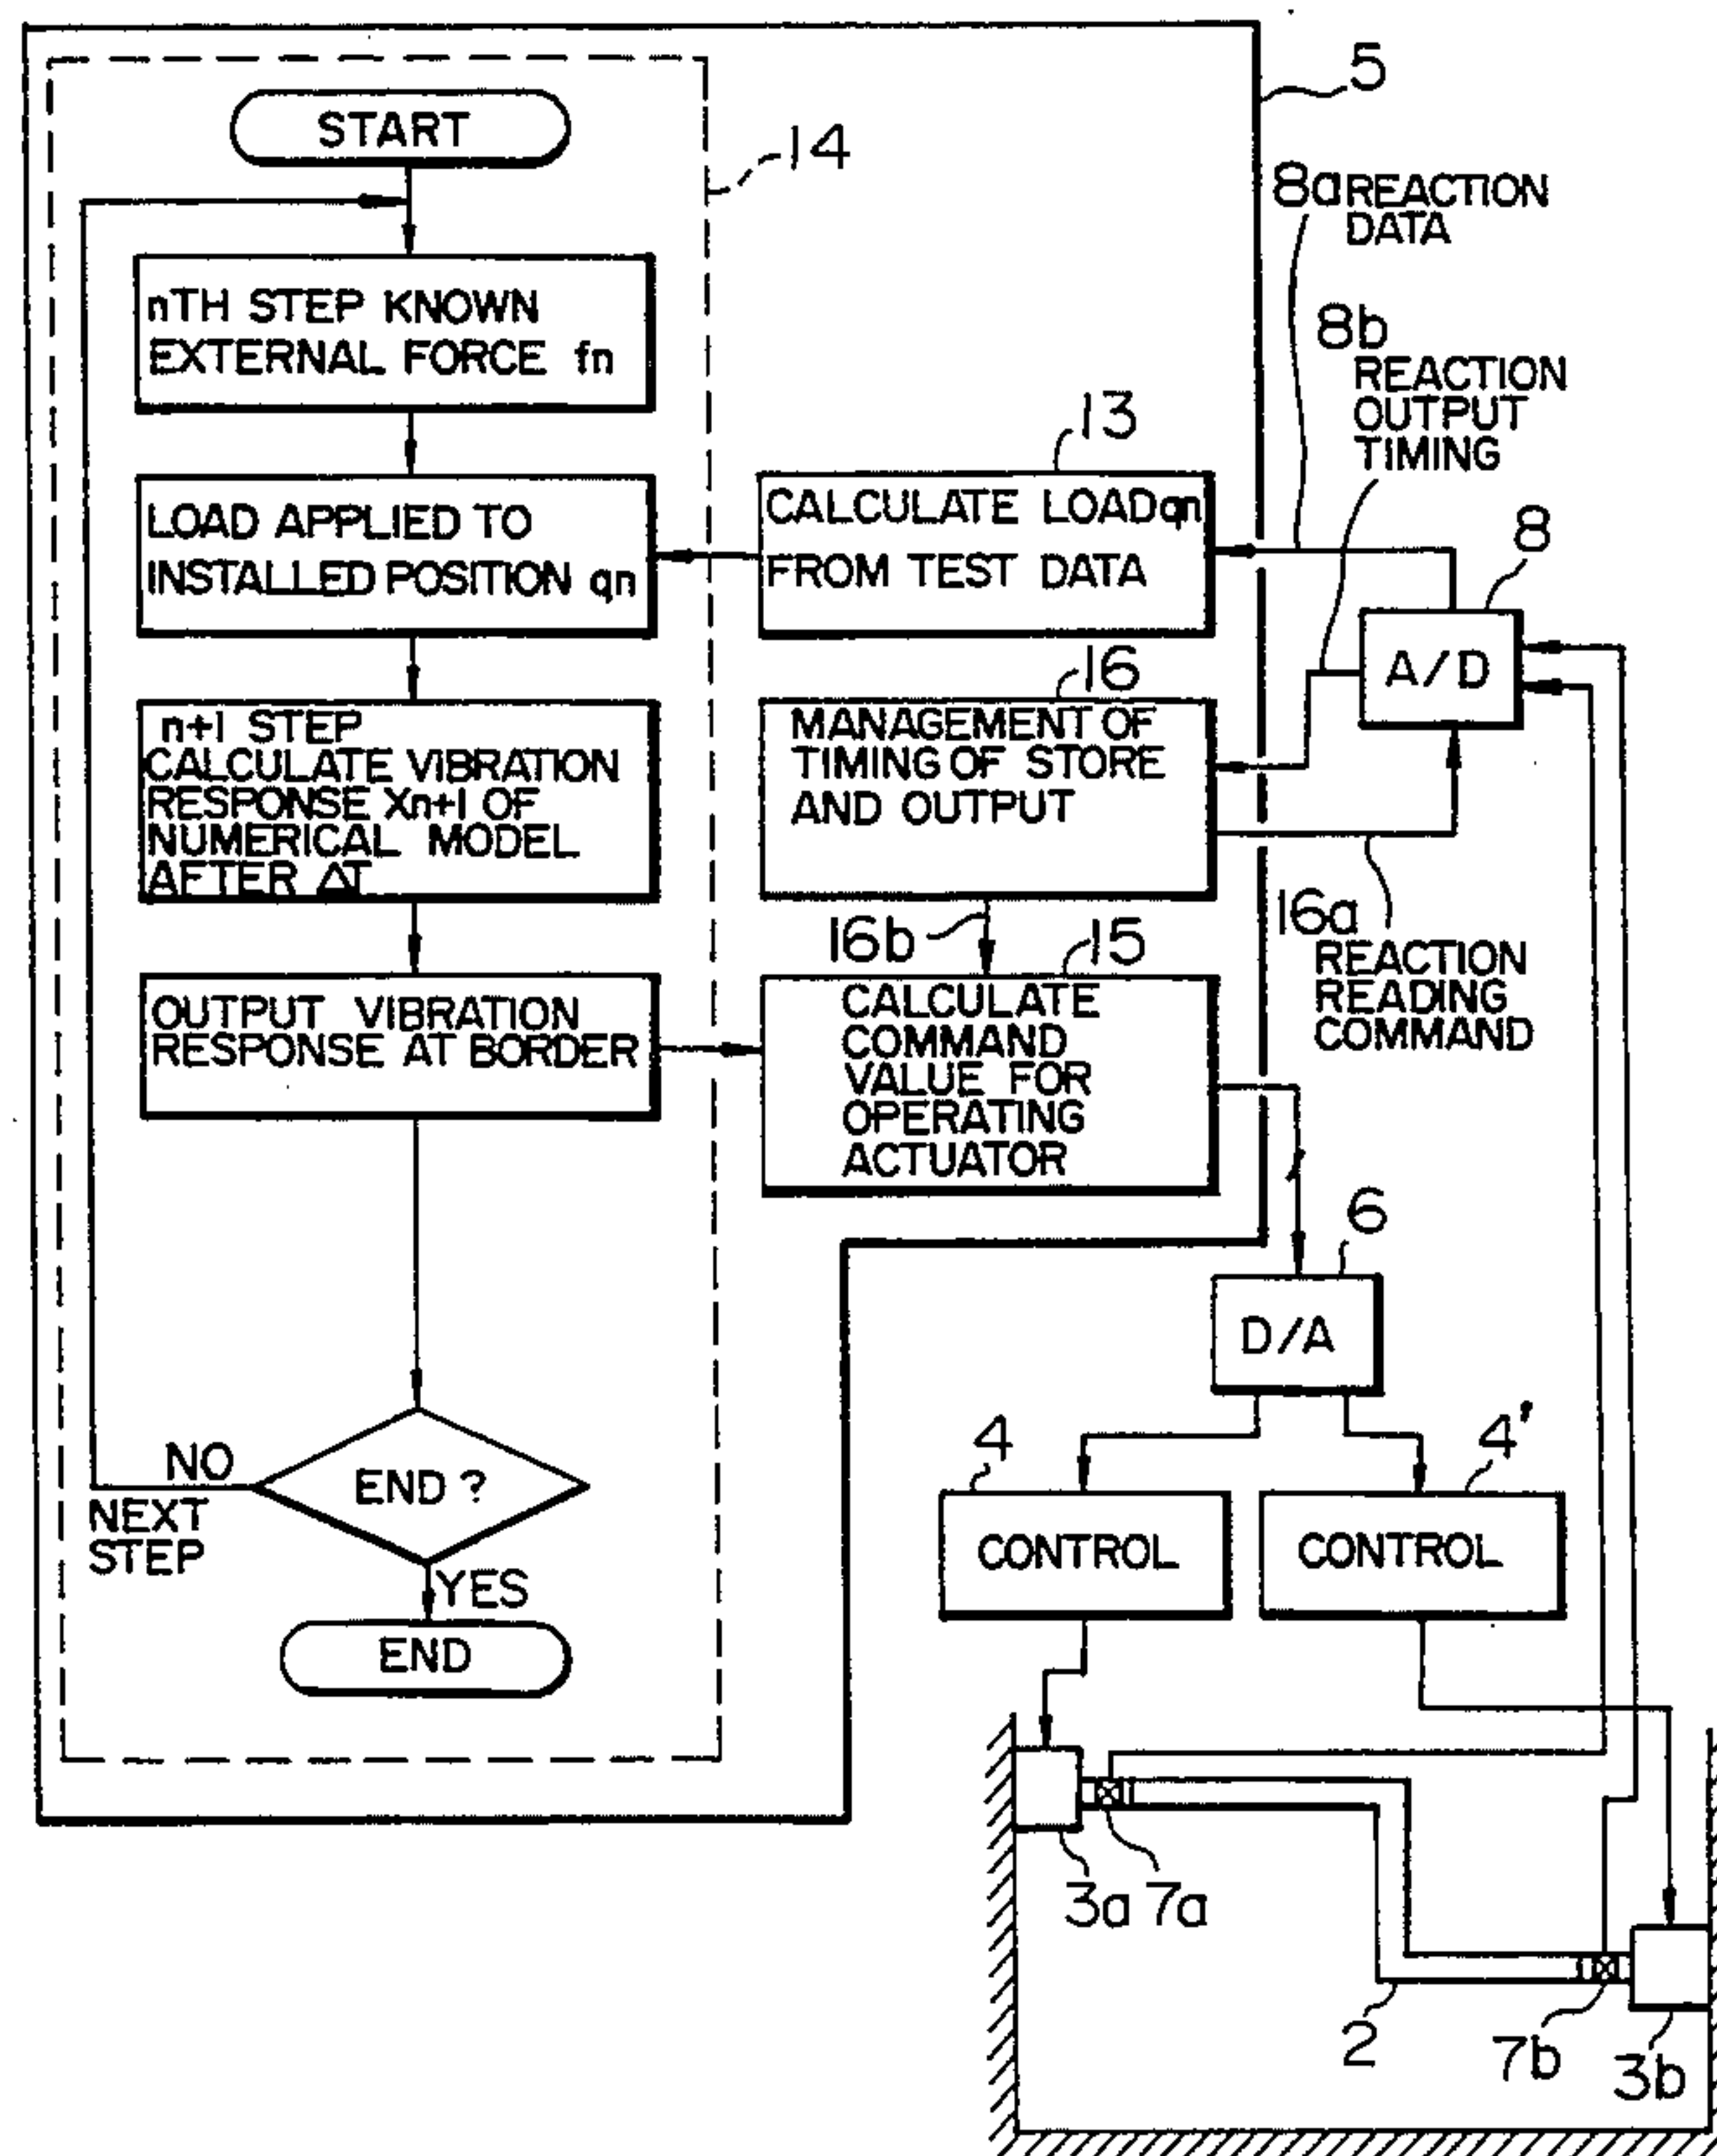 START
nTH STEP KNOWN
EXTERNAL FORCE fn
LOAD APPLIED TO
INSTALLED POSITION qn
n+1 STEP
CALCULATE VIBRATION
RESPONSE Xn+1 OF
NUMERICAL MODEL
AFTER ΔT
OUTPUT VIBRATION
RESPONSE AT BORDER
END ?
NO
NEXT
STEP
YES
END
14
5
13
CALCULATE LOAD qn
FROM TEST DATA
16
MANAGEMENT OF
TIMING OF STORE
AND OUTPUT
16b
15
CALCULATE
COMMAND
VALUE FOR
OPERATING
ACTUATOR
8a REACTION
DATA
8b
REACTION
OUTPUT
TIMING
8
A/D
16a
REACTION
READING
COMMAND
6
D/A
4
CONTROL
4'
CONTROL
3a 7a
2
7b
3b